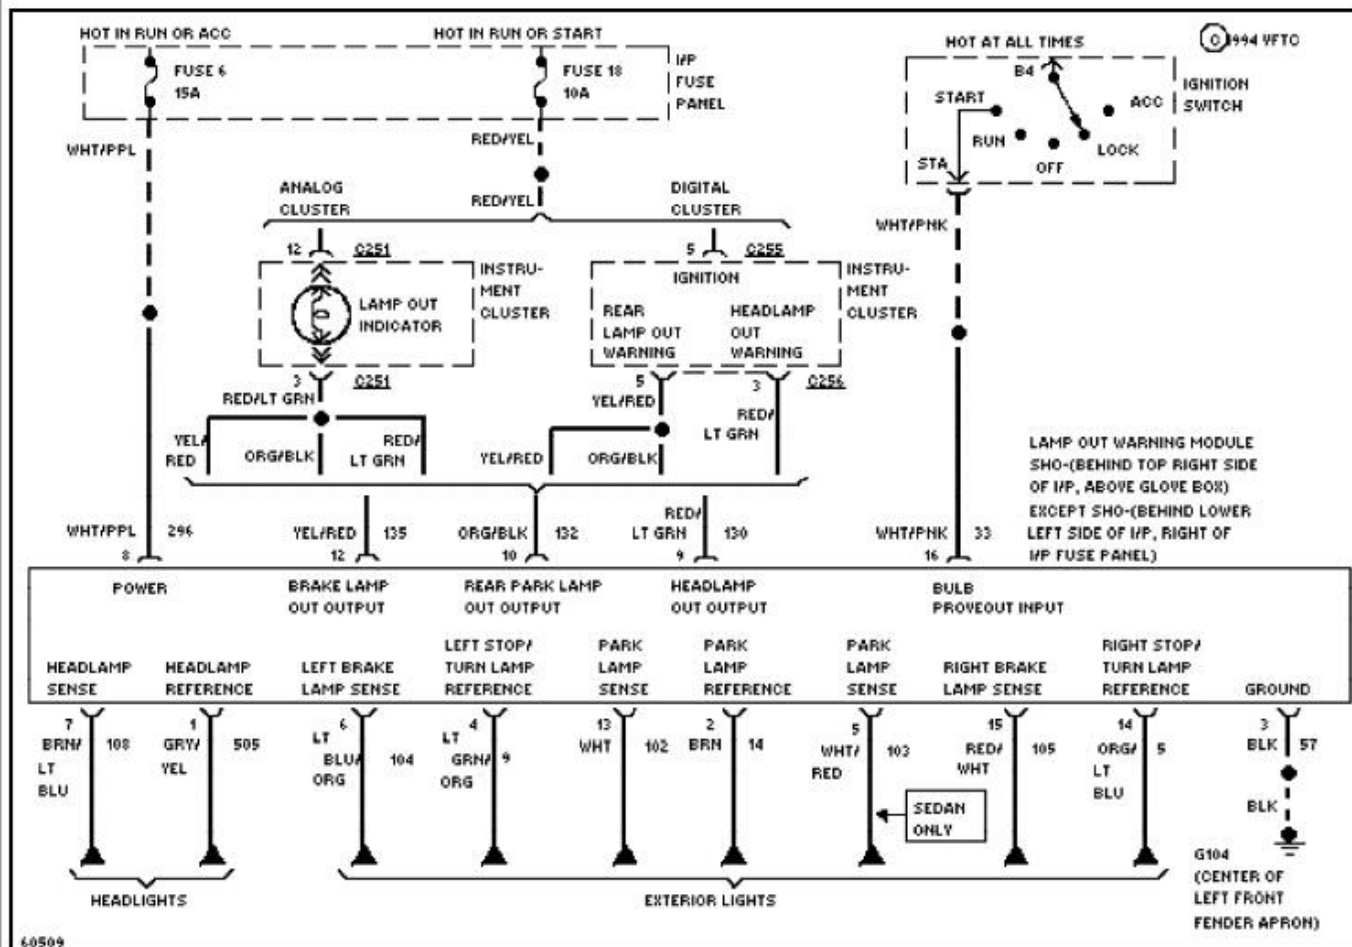 HOT IN RUN OR ACC
HOT IN RUN OR START
HOT AT ALL TIMES
© 1994 VFTC
FUSE 6
15A
FUSE 18
10A
I/P
FUSE
PANEL
B4
START
ACC
RUN
LOCK
OFF
STA
IGNITION
SWITCH
WHT/PPL
RED/YEL
RED/YEL
WHT/PNK
ANALOG
CLUSTER
DIGITAL
CLUSTER
12
C251
5
C255
LAMP OUT
INDICATOR
INSTRU-
MENT
CLUSTER
IGNITION
REAR
LAMP OUT
WARNING
HEADLAMP
OUT
WARNING
INSTRU-
MENT
CLUSTER
3
C251
5
3
C256
RED/LT GRN
YEL/RED
RED/
LT GRN
YEL/
RED
ORG/BLK
RED/
LT GRN
YEL/RED
ORG/BLK
LAMP OUT WARNING MODULE
SHO-(BEHIND TOP RIGHT SIDE
OF I/P, ABOVE GLOVE BOX)
EXCEPT SHO-(BEHIND LOWER
LEFT SIDE OF I/P, RIGHT OF
I/P FUSE PANEL)
WHT/PPL
296
8
YEL/RED
135
12
ORG/BLK
132
10
RED/
LT GRN
130
9
WHT/PNK
33
16
POWER
BRAKE LAMP
OUT OUTPUT
REAR PARK LAMP
OUT OUTPUT
HEADLAMP
OUT OUTPUT
BULB
PROVEOUT INPUT
HEADLAMP
SENSE
HEADLAMP
REFERENCE
LEFT BRAKE
LAMP SENSE
LEFT STOP/
TURN LAMP
REFERENCE
PARK
LAMP
SENSE
PARK
LAMP
REFERENCE
PARK
LAMP
SENSE
RIGHT BRAKE
LAMP SENSE
RIGHT STOP/
TURN LAMP
REFERENCE
GROUND
7
BRN/
LT
BLU
108
1
GRY/
YEL
505
6
LT
BLU/
ORG
104
4
LT
GRN/
ORG
9
13
WHT
102
2
BRN
14
5
WHT/
RED
103
15
RED/
WHT
105
14
ORG/
LT
BLU
5
3
BLK
57
BLK
SEDAN
ONLY
HEADLIGHTS
EXTERIOR LIGHTS
G104
(CENTER OF
LEFT FRONT
FENDER APRON)
60509